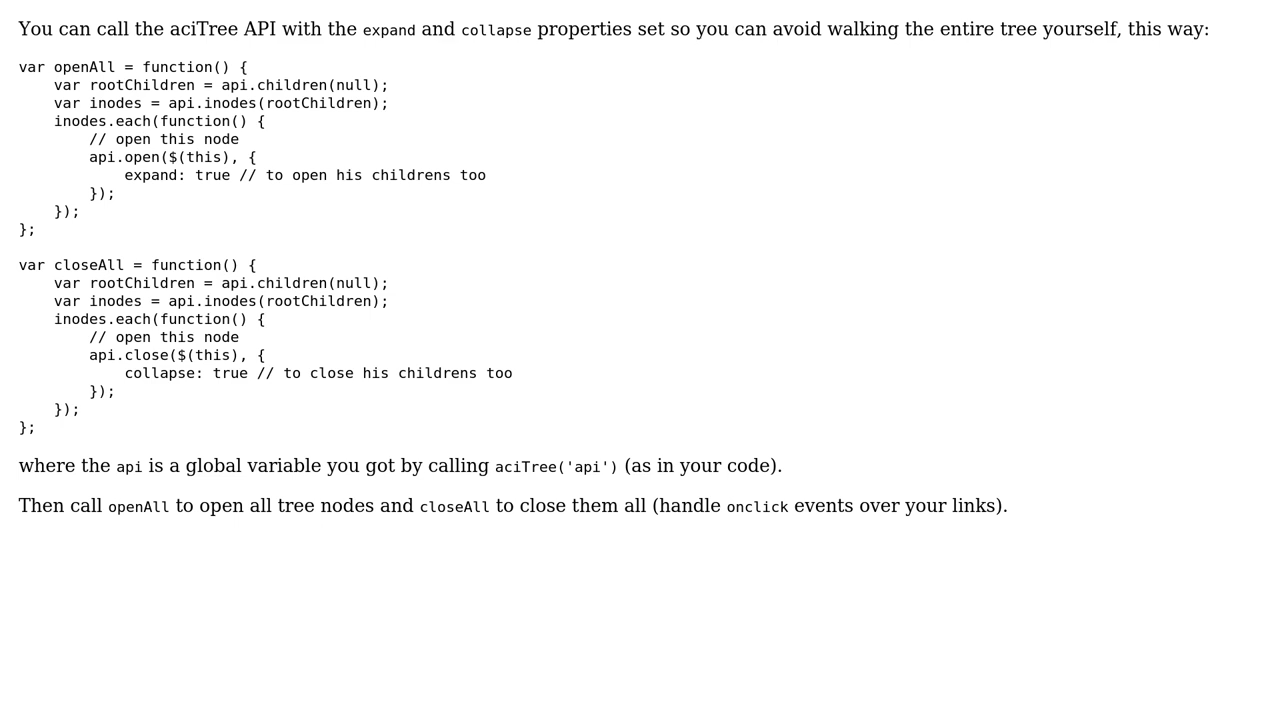 You can call the aciTree API with the expand and collapse properties set so you can avoid walking the entire tree yourself, this way:
var openAll = function() {
    var rootChildren = api.children(null);
    var inodes = api.inodes(rootChildren);
    inodes.each(function() {
        // open this node
        api.open($(this), {
            expand: true // to open his childrens too
        });
    });
};

var closeAll = function() {
    var rootChildren = api.children(null);
    var inodes = api.inodes(rootChildren);
    inodes.each(function() {
        // open this node
        api.close($(this), {
            collapse: true // to close his childrens too
        });
    });
};
where the api is a global variable you got by calling aciTree('api') (as in your code).
Then call openAll to open all tree nodes and closeAll to close them all (handle onclick events over your links).